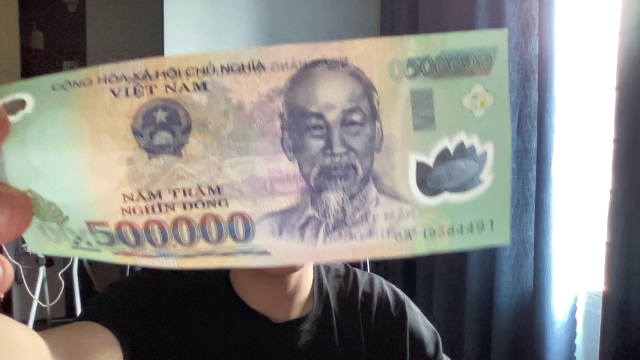 CỘNG HÒA XÃ HỘI CHỦ NGHĨA
VIỆT NAM
500000
NĂM TRĂM
NGHÌN ĐỒNG
500000